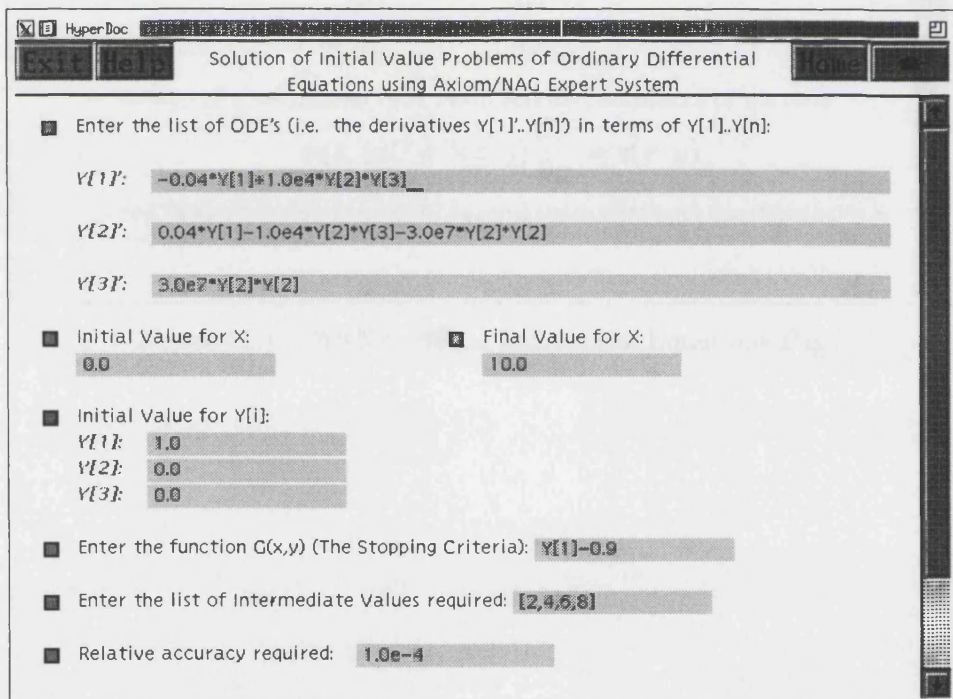 HyperDoc
Exit Help Solution of Initial Value Problems of Ordinary Differential Home
Equations using Axiom/NAG Expert System
Enter the list of ODE's (i.e. the derivatives Y[1]'..Y[n]') in terms of Y[1]..Y[n]:
Y[1]': -0.04*Y[1]+1.0e4*Y[2]*Y[3]
Y[2]': 0.04*Y[1]-1.0e4*Y[2]*Y[3]-3.0e7*Y[2]*Y[2]
Y[3]': 3.0e7*Y[2]*Y[2]
Initial Value for X: Final Value for X:
0.0 10.0
Initial Value for Y[i]:
Y[1]: 1.0
Y[2]: 0.0
Y[3]: 0.0
Enter the function G(x,y) (The Stopping Criteria): Y[1]-0.9
Enter the list of Intermediate Values required: [2,4,6,8]
Relative accuracy required: 1.0e-4